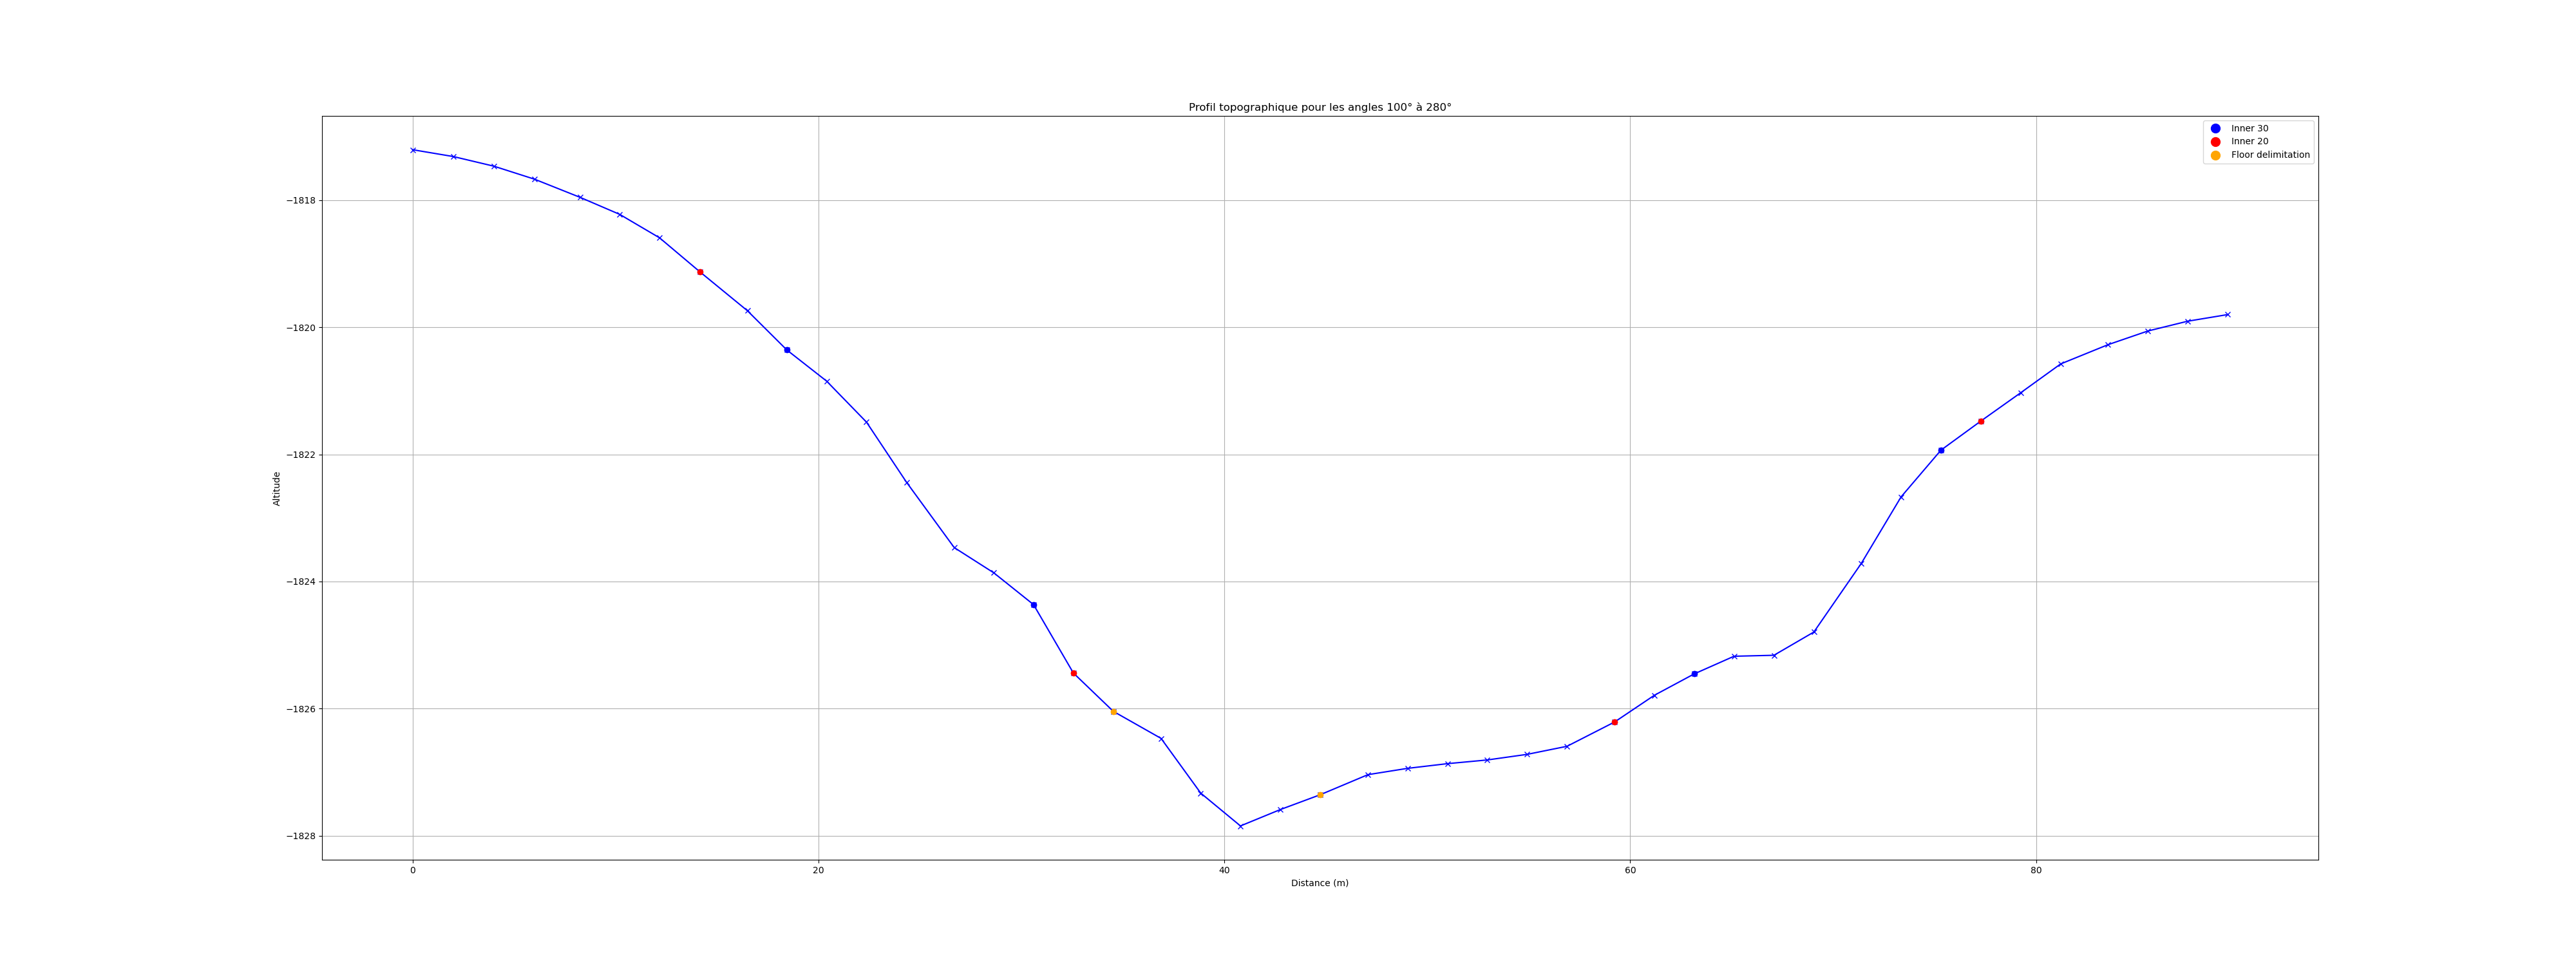 Profil topographique pour les angles 100° à 280°
Inner 30
Inner 20
Floor delimitation
−1818
−1820
−1822
−1824
−1826
−1828
Altitude
0 20 40 60 80
Distance (m)